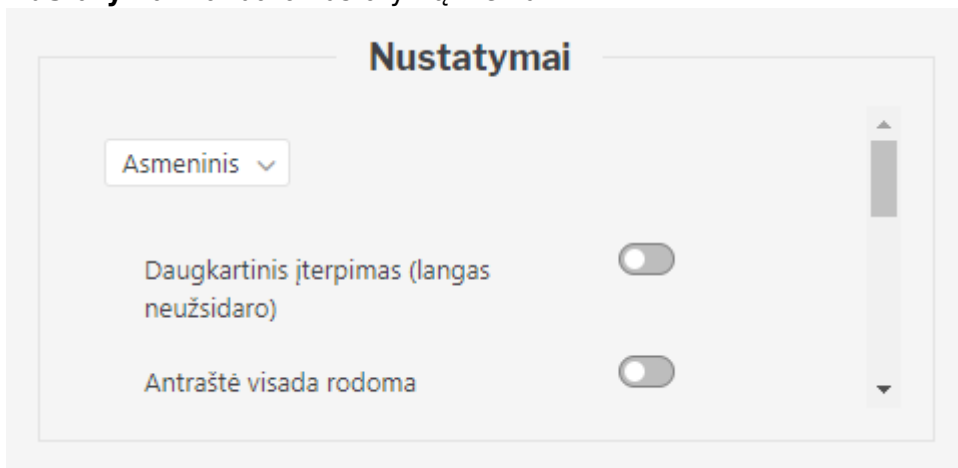 Nustatymai
Asmeninis
Daugkartinis įterpimas (langas
neužsidaro)
Antraštė visada rodoma